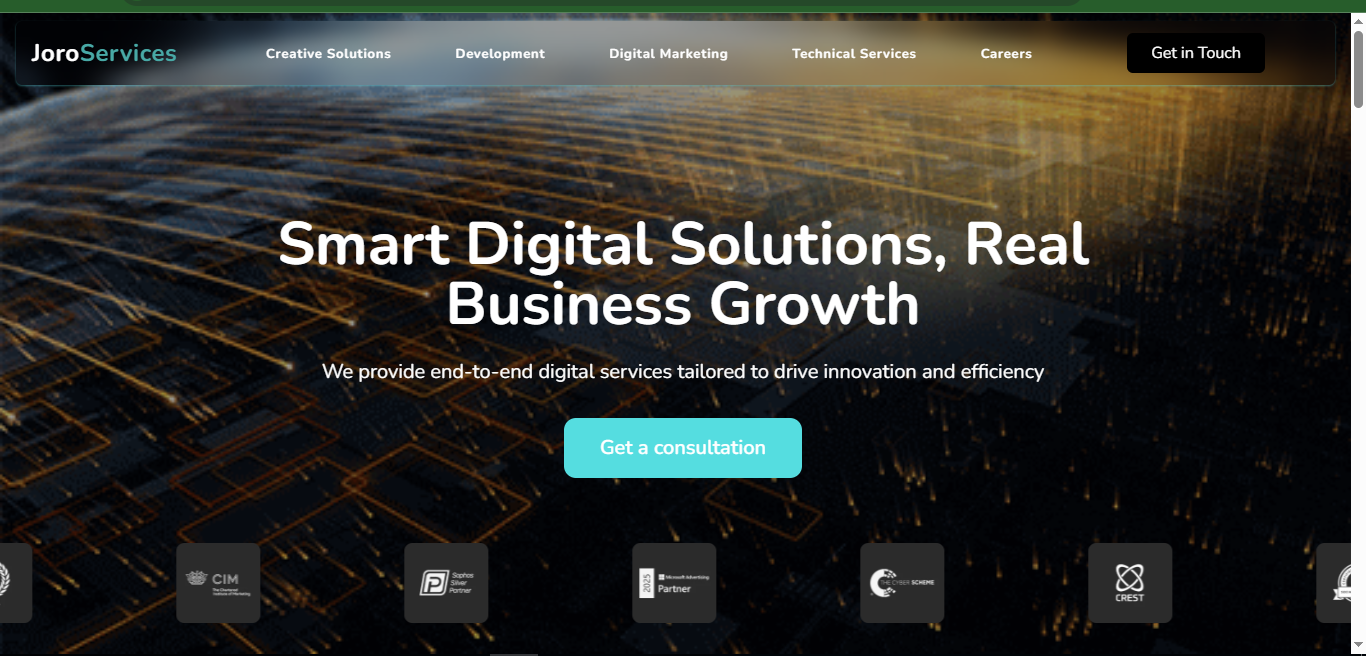 JoroServices
Creative Solutions
Development
Digital Marketing
Technical Services
Careers
Get in Touch
Smart Digital Solutions, Real
Business Growth
We provide end-to-end digital services tailored to drive innovation and efficiency
Get a consultation
CIM
The Chartered
Institute of Marketing
Sophos
Silver
Partner
2025
Microsoft Advertising
Partner
THE CYBER SCHEME
CREST